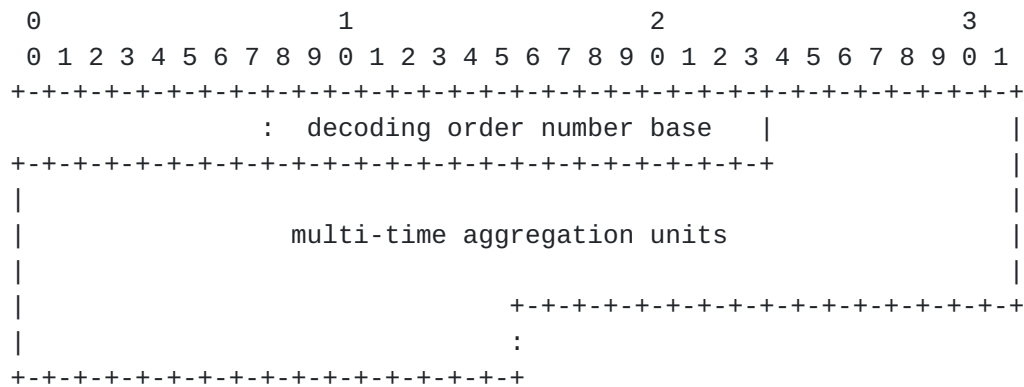 0                   1                   2                   3
 0 1 2 3 4 5 6 7 8 9 0 1 2 3 4 5 6 7 8 9 0 1 2 3 4 5 6 7 8 9 0 1
+-+-+-+-+-+-+-+-+-+-+-+-+-+-+-+-+-+-+-+-+-+-+-+-+-+-+-+-+-+-+-+-+
                :  decoding order number base   |               |
+-+-+-+-+-+-+-+-+-+-+-+-+-+-+-+-+-+-+-+-+-+-+-+-+               |
|                                                               |
|                 multi-time aggregation units                  |
|                                                               |
|                               +-+-+-+-+-+-+-+-+-+-+-+-+-+-+-+-+
|                               :
+-+-+-+-+-+-+-+-+-+-+-+-+-+-+-+-+